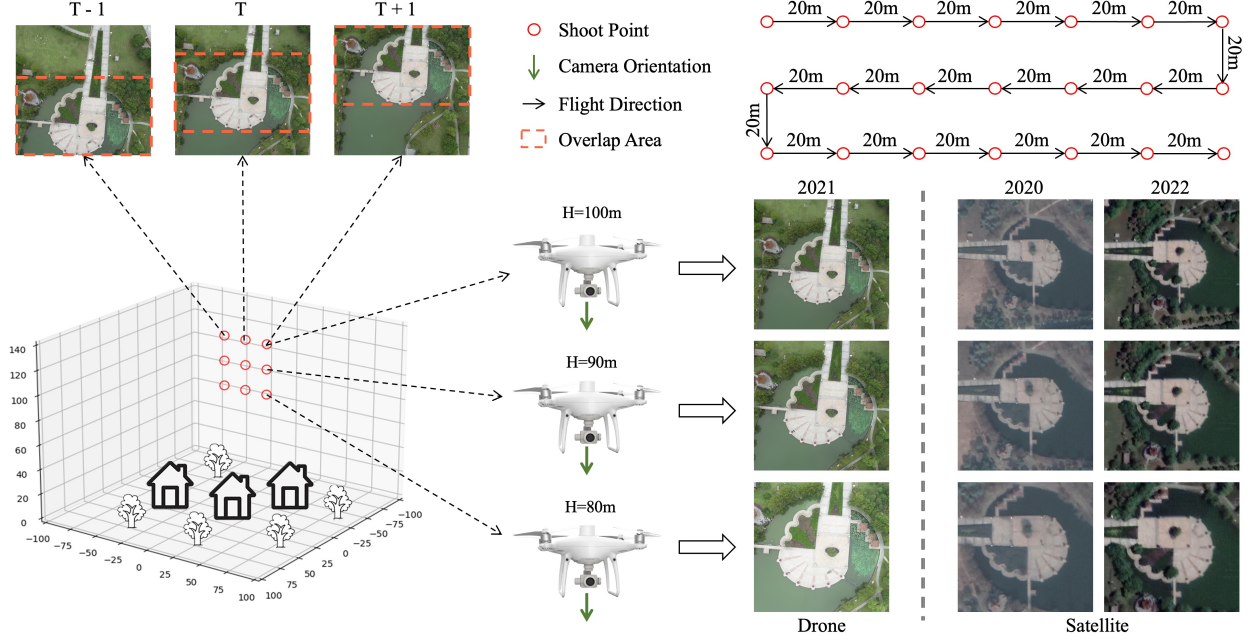 T - 1
T
T + 1
Shoot Point
Camera Orientation
Flight Direction
Overlap Area
20m 20m 20m 20m 20m 20m
20m
20m 20m 20m 20m 20m 20m
20m
20m 20m 20m 20m 20m 20m
2021
2020
2022
H=100m
H=90m
H=80m
140
120
100
80
60
40
20
0
−100
−75
−50
−25
0
25
50
75
100
100
75
50
25
0
−25
−50
−75
−100
Drone
Satellite